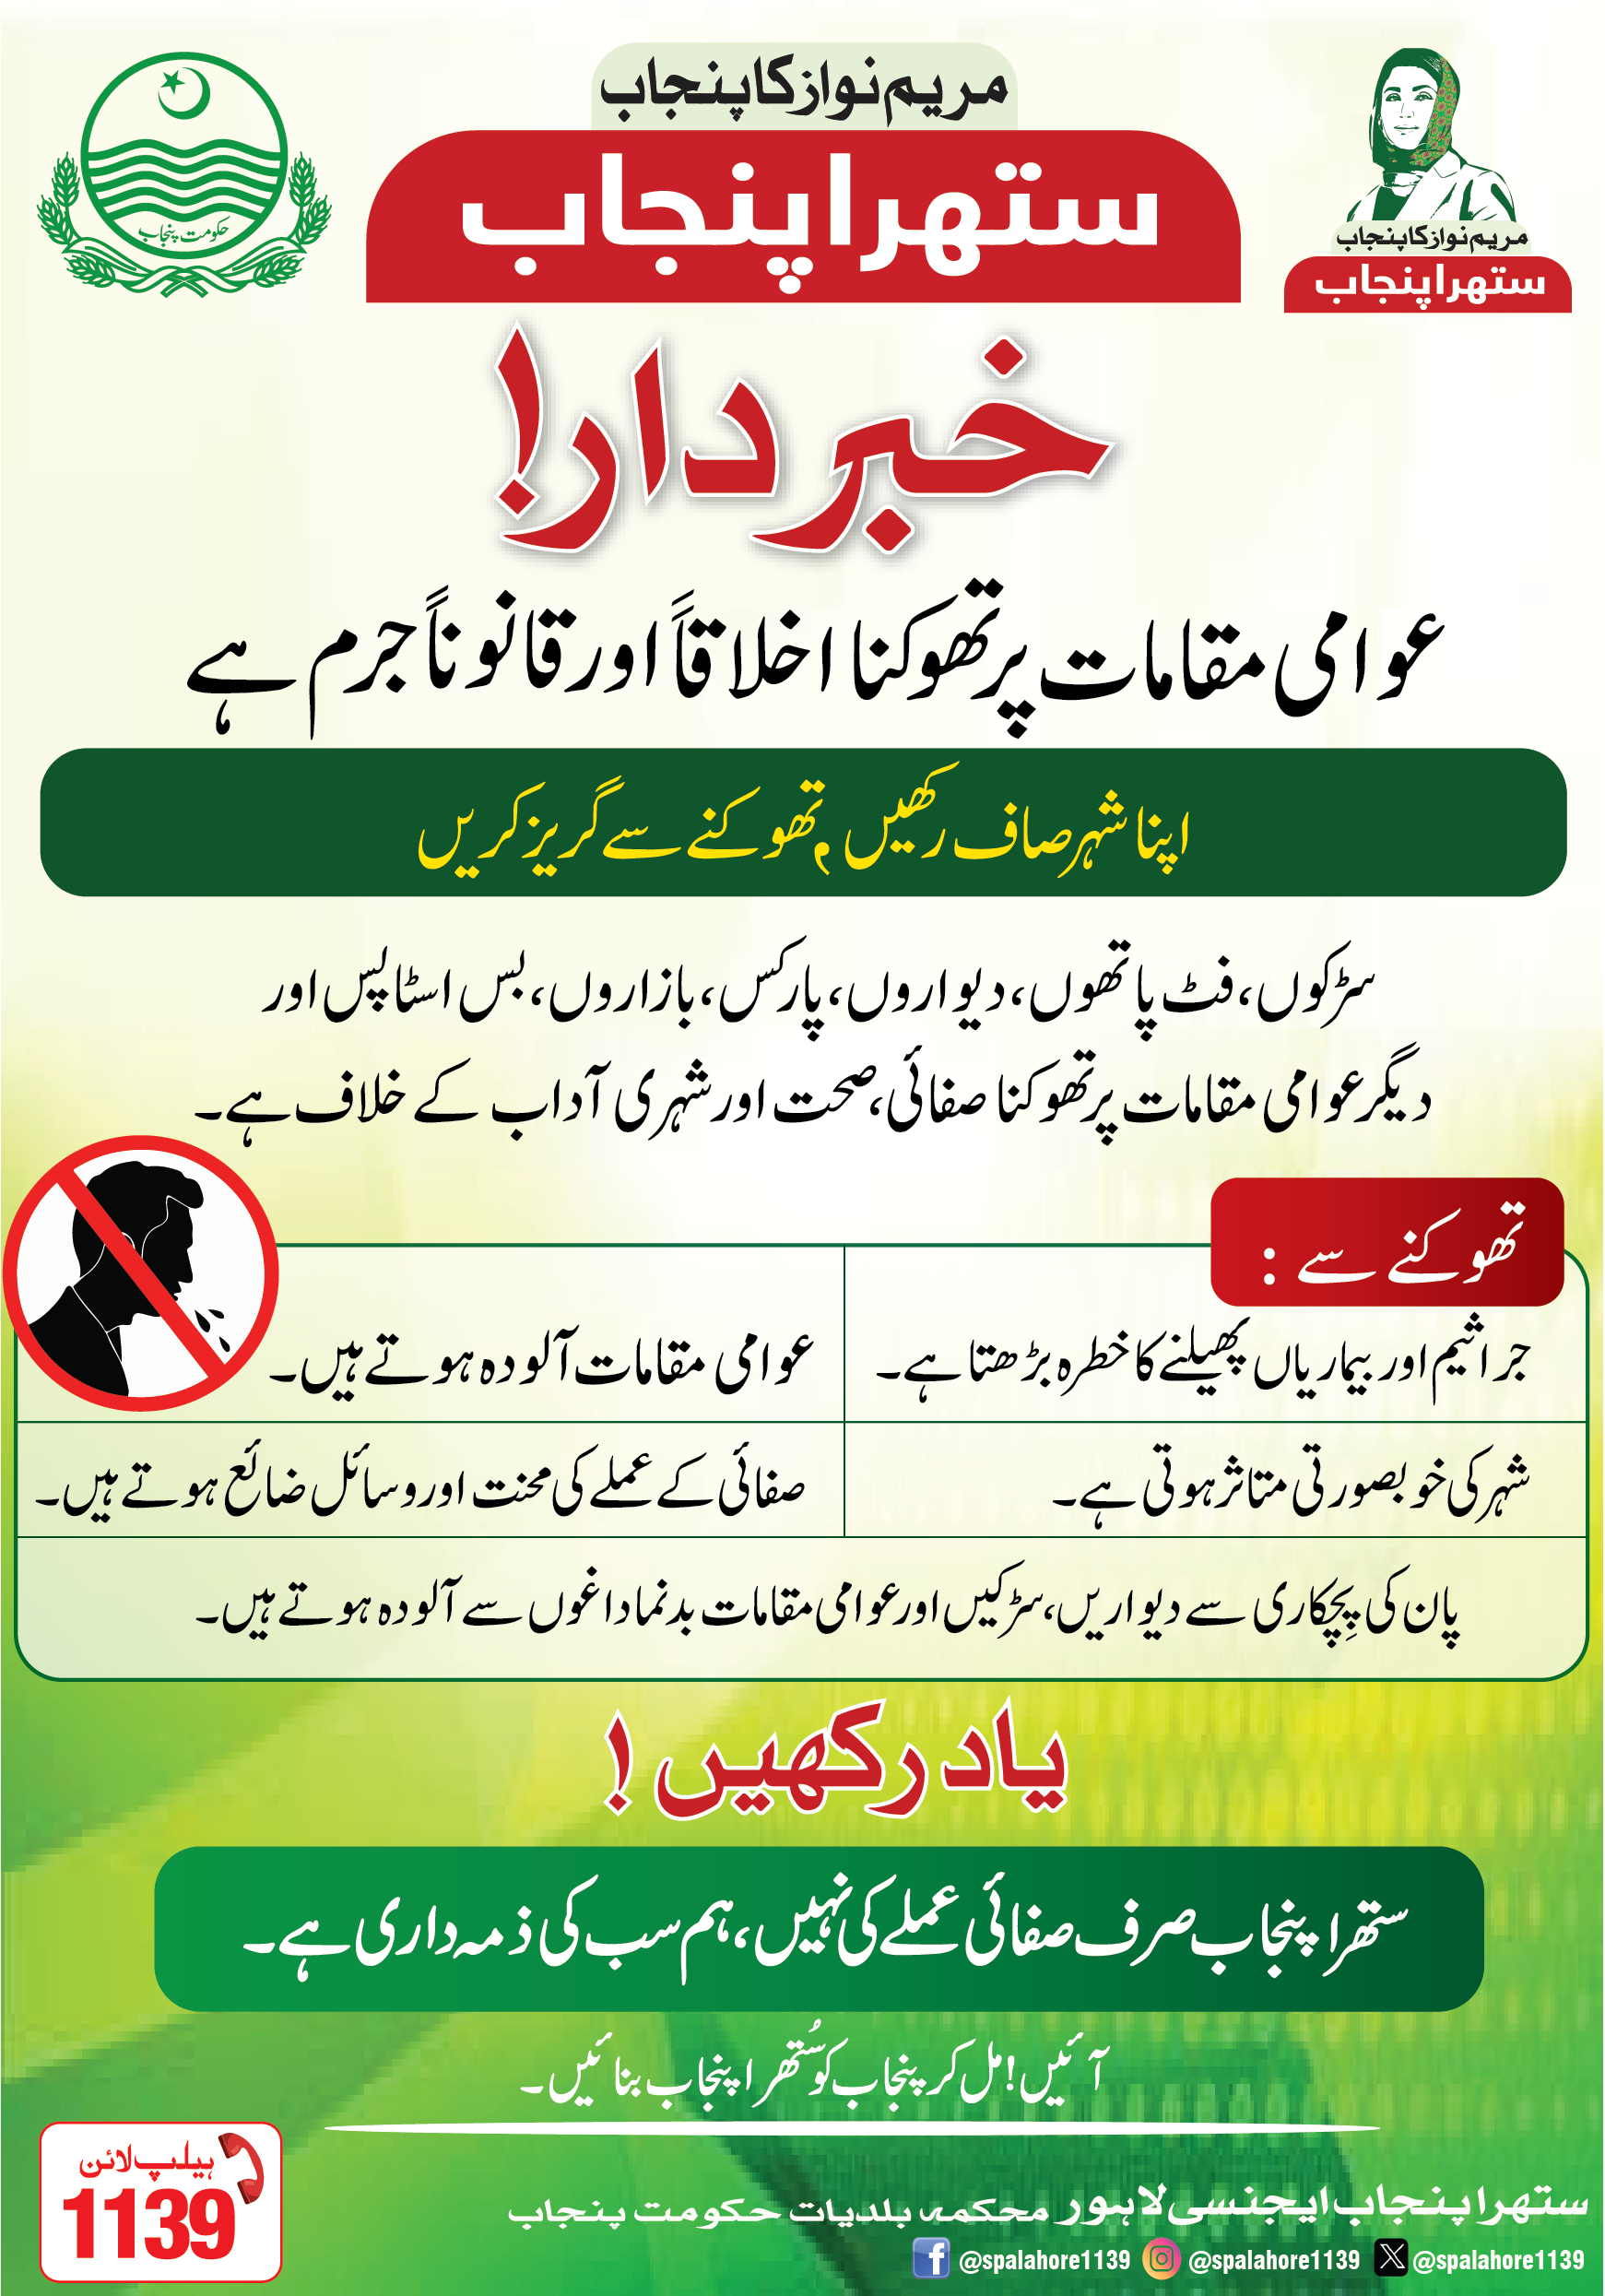 مریم نواز کا پنجاب
ستھرا پنجاب
حکومت پنجاب
مریم نواز کا پنجاب
ستھرا پنجاب
خبردار!
عوامی مقامات پر تھوکنا اخلاقاً اور قانوناً جرم ہے
اپنا شہر صاف رکھیں، تھوکنے سے گریز کریں
سڑکوں، فٹ پاتھوں، دیواروں، پارکس، بازاروں، بس اسٹاپس اور
دیگر عوامی مقامات پر تھوکنا صفائی، صحت اور شہری آداب کے خلاف ہے۔
تھوکنے سے :
جراثیم اور بیماریاں پھیلنے کا خطرہ بڑھتا ہے۔
عوامی مقامات آلودہ ہوتے ہیں۔
شہر کی خوبصورتی متاثر ہوتی ہے۔
صفائی کے عملے کی محنت اور وسائل ضائع ہوتے ہیں۔
پان کی پِچکاری سے دیواریں، سڑکیں اور عوامی مقامات بدنما داغوں سے آلودہ ہوتے ہیں۔
یاد رکھیں !
ستھرا پنجاب صرف صفائی عملے کی نہیں، ہم سب کی ذمہ داری ہے۔
آئیں! مل کر پنجاب کو سُتھرا پنجاب بنائیں۔
ہیلپ لائن
1139
ستھرا پنجاب ایجنسی لاہور محکمہ بلدیات حکومت پنجاب
@spalahore1139 @spalahore1139 @spalahore1139